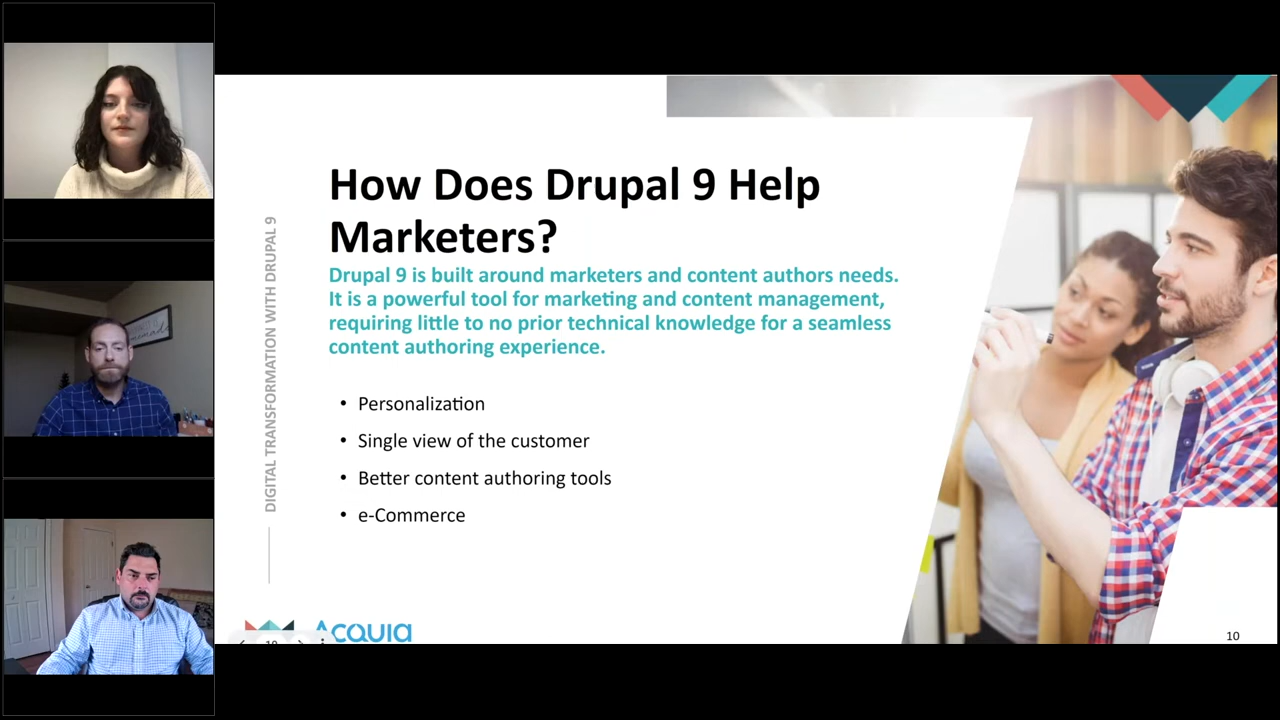 How Does Drupal 9 Help
Marketers?
Drupal 9 is built around marketers and content authors needs.
It is a powerful tool for marketing and content management,
requiring little to no prior technical knowledge for a seamless
content authoring experience.
• Personalization
• Single view of the customer
• Better content authoring tools
• e-Commerce
DIGITAL TRANSFORMATION WITH DRUPAL 9
Acquia
10
10